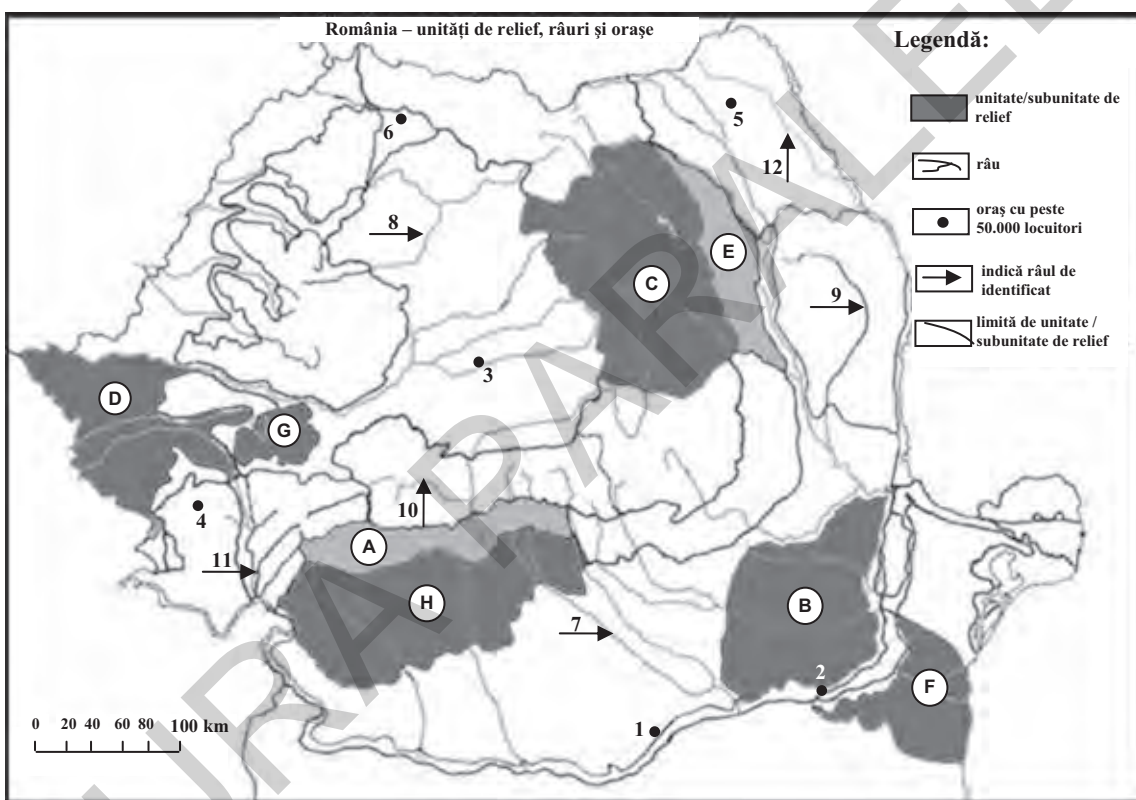 România – unități de relief, râuri și orașe
Legendă:
unitate/subunitate de
relief
râu
oraș cu peste
50.000 locuitori
indică râul de
identificat
limită de unitate /
subunitate de relief
6
5
12
8
E
C
9
3
D
G
4
10
A
11
H
B
7
2
F
1
0 20 40 60 80 100 km